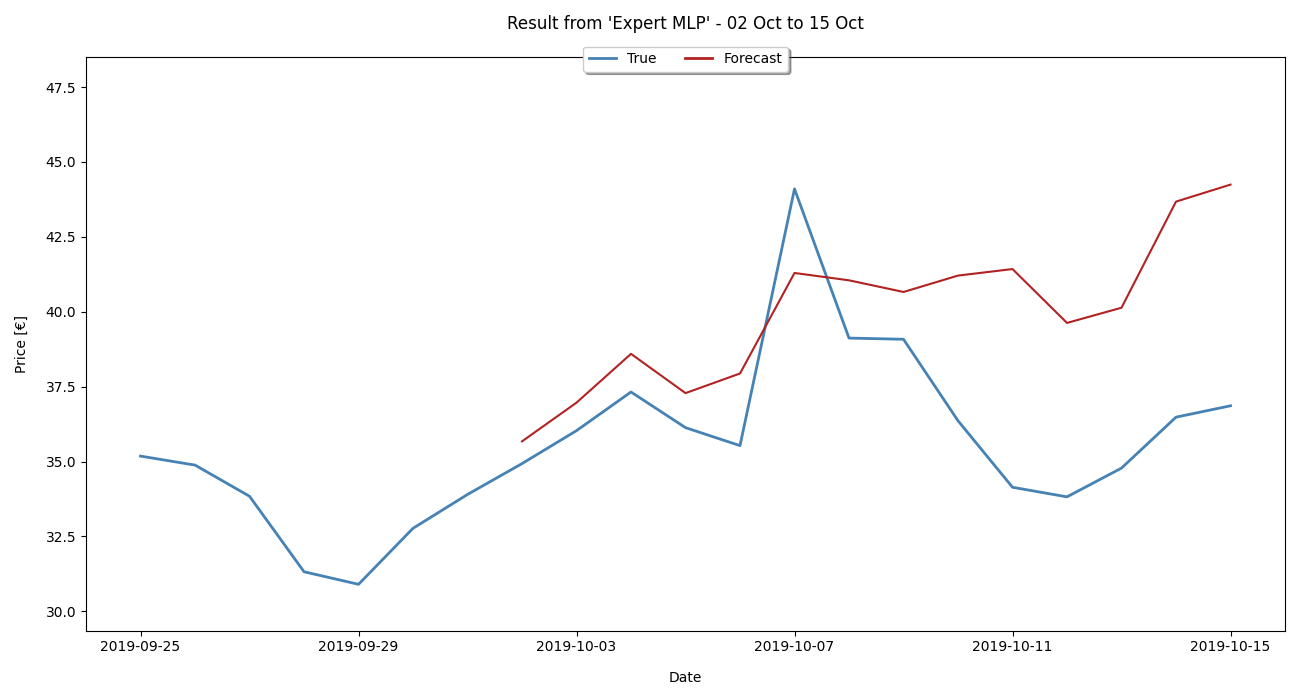 Result from 'Expert MLP' - 02 Oct to 15 Oct
True Forecast
47.5
45.0
42.5
40.0
37.5
35.0
32.5
30.0
Price [€]
2019-09-25 2019-09-29 2019-10-03 2019-10-07 2019-10-11 2019-10-15
Date